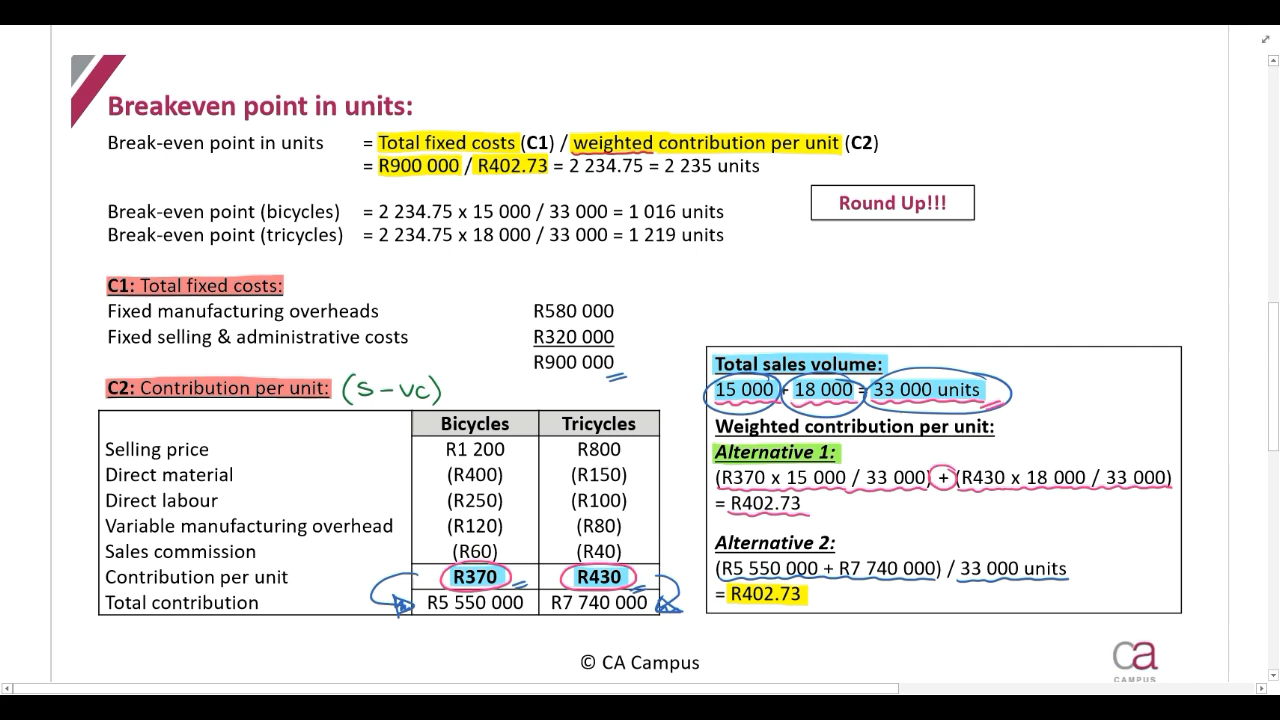 Breakeven point in units:
Break-even point in units = Total fixed costs (C1) / weighted contribution per unit (C2)
= R900 000 / R402.73 = 2 234.75 = 2 235 units
Round Up!!!
Break-even point (bicycles) = 2 234.75 x 15 000 / 33 000 = 1 016 units
Break-even point (tricycles) = 2 234.75 x 18 000 / 33 000 = 1 219 units
C1: Total fixed costs:
Fixed manufacturing overheads R580 000
Fixed selling & administrative costs R320 000
R900 000
C2: Contribution per unit: (S – VC)
Bicycles Tricycles
Selling price R1 200 R800
Direct material (R400) (R150)
Direct labour (R250) (R100)
Variable manufacturing overhead (R120) (R80)
Sales commission (R60) (R40)
Contribution per unit R370 R430
Total contribution R5 550 000 R7 740 000
Total sales volume:
15 000 + 18 000 = 33 000 units
Weighted contribution per unit:
Alternative 1:
(R370 x 15 000 / 33 000) + (R430 x 18 000 / 33 000)
= R402.73
Alternative 2:
(R5 550 000 + R7 740 000) / 33 000 units
= R402.73
© CA Campus
ca
CAMPUS